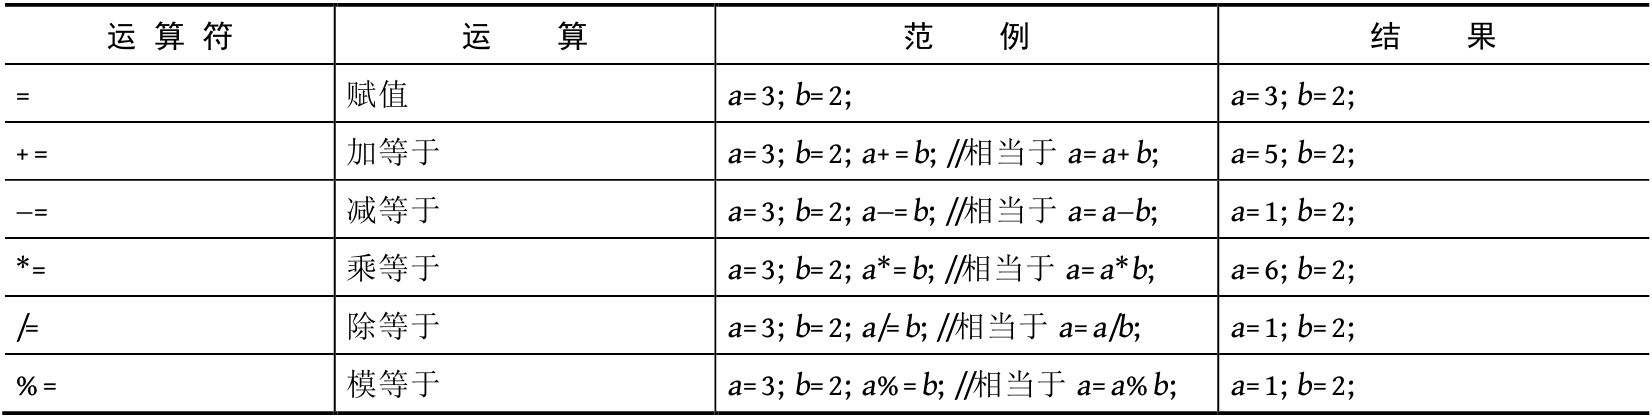 运 算 符 运 算 范 例 结 果
= 赋值 a=3; b=2; a=3; b=2;
+= 加等于 a=3; b=2; a+=b; //相当于 a=a+b; a=5; b=2;
–= 减等于 a=3; b=2; a–=b; //相当于 a=a–b; a=1; b=2;
*= 乘等于 a=3; b=2; a*=b; //相当于 a=a*b; a=6; b=2;
/= 除等于 a=3; b=2; a/=b; //相当于 a=a/b; a=1; b=2;
%= 模等于 a=3; b=2; a%=b; //相当于 a=a%b; a=1; b=2;